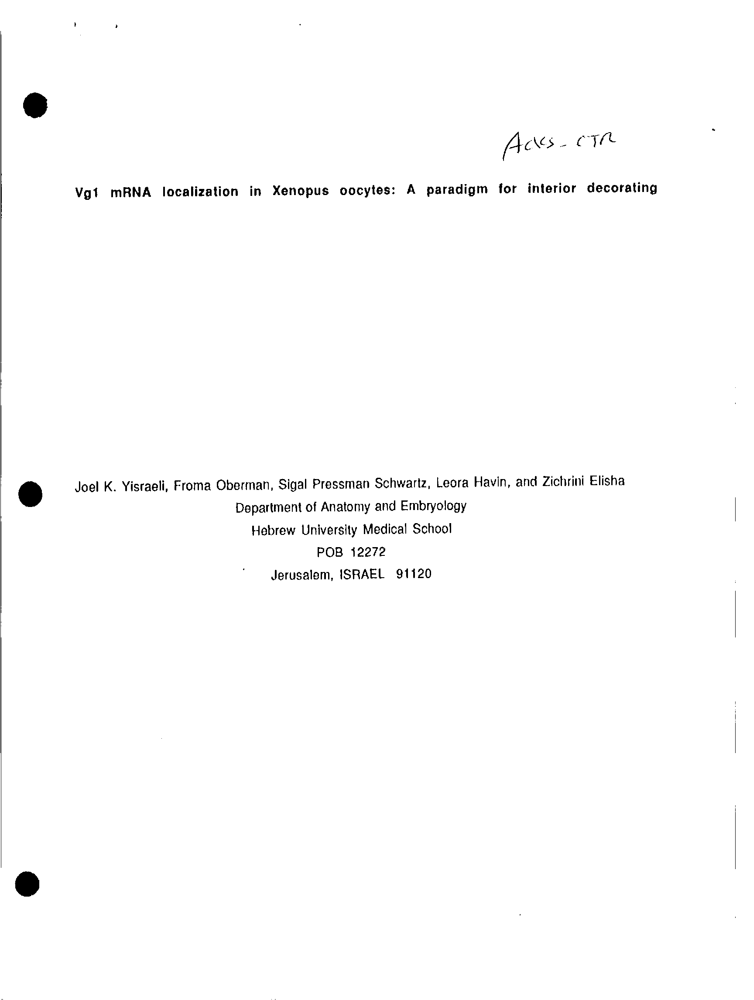 Acks - CTR
Vg1 mRNA localization in Xenopus oocytes: A paradigm for interior decorating
Joel K. Yisraeli, Froma Oberman, Sigal Pressman Schwartz, Leora Havin, and Zichrini Elisha
Department of Anatomy and Embryology
Hebrew University Medical School
POB 12272
Jerusalem, ISRAEL 91120